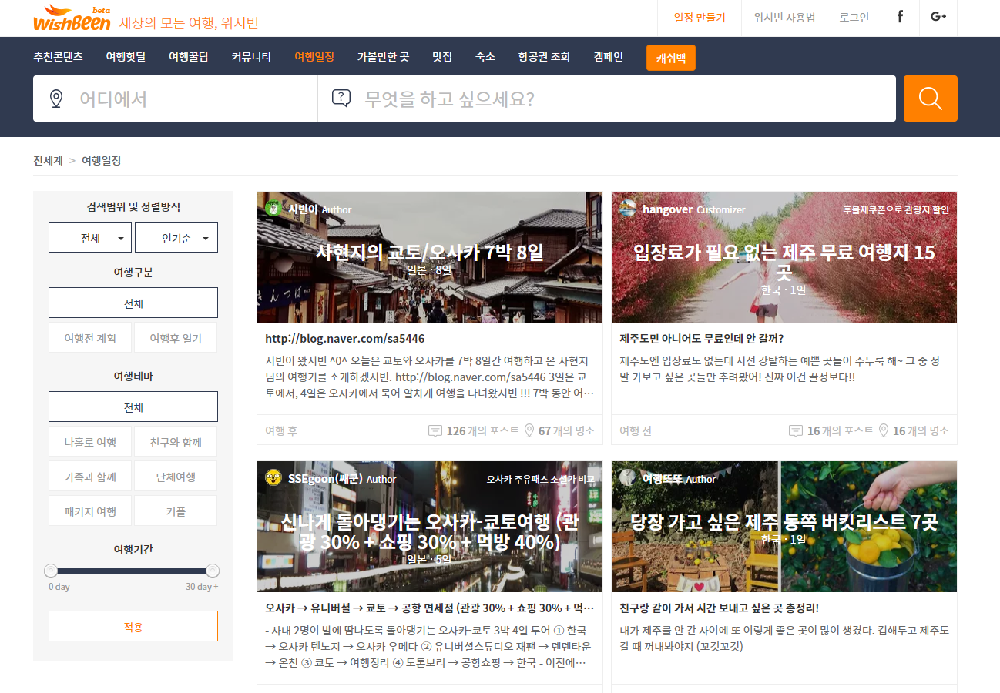 WishBeen beta 세상의 모든 여행, 위시빈
일정 만들기 위시빈 사용법 로그인 f G+
추천콘텐츠 여행핫딜 여행꿀팁 커뮤니티 여행일정 가볼만한 곳 맛집 숙소 항공권 조회 캠페인 캐쉬백
어디에서 무엇을 하고 싶으세요?
전세계 > 여행일정
검색범위 및 정렬방식
전체 인기순
여행구분
전체
여행전 계획 여행후 일기
여행테마
전체
나홀로 여행 친구와 함께
가족과 함께 단체여행
패키지 여행 커플
여행기간
0 day 30 day +
적용
시빈이 Author
사현지의 교토/오사카 7박 8일
일본 · 8일
きんつば
http://blog.naver.com/sa5446
시빈이 왔시빈 ^0^ 오늘은 교토와 오사카를 7박 8일간 여행하고 온 사현지
님의 여행기를 소개하겠시빈. http://blog.naver.com/sa5446 3일은 교
토에서, 4일은 오사카에서 묵어 알차게 여행을 다녀왔시빈 !!! 7박 동안 어…
여행 후 126개의 포스트 67개의 명소
hangover Customizer 후불제쿠폰으로 관광지 할인
입장료가 필요 없는 제주 무료 여행지 15
곳
한국 · 1일
제주도민 아니어도 무료인데 안 갈꺼?
제주도엔 입장료도 없는데 시선 강탈하는 예쁜 곳들이 수두룩 해~ 그 중 정
말 가보고 싶은 곳들만 추려봤어! 진짜 이건 꿀정보다!!
여행 전 16개의 포스트 16개의 명소
SSEgoon(쎄군) Author 오사카 주유패스 소셜가 비교
신나게 돌아댕기는 오사카-쿄토여행 (관
광 30% + 쇼핑 30% + 먹방 40%)
일본 · 5일
오사카 → 유니버셜 → 쿄토 → 공항 면세점 (관광 30% + 쇼핑 30% + 먹…
- 사내 2명이 발에 땀나도록 돌아댕기는 오사카-쿄토 3박 4일 투어 ① 한국
→ 오사카 텐노지 → 오사카 우메다 ② 유니버셜스튜디오 재팬 → 덴덴타운
→ 온천 ③ 쿄토 → 여행정리 ④ 도톤보리 → 공항쇼핑 → 한국 - 이전에…
여행또또 Author
당장 가고 싶은 제주 동쪽 버킷리스트 7곳
한국 · 1일
친구랑 같이 가서 시간 보내고 싶은 곳 총정리!
내가 제주를 안 간 사이에 또 이렇게 좋은 곳이 많이 생겼다. 킵해두고 제주도
갈 때 꺼내봐야지 (꼬깃꼬깃)